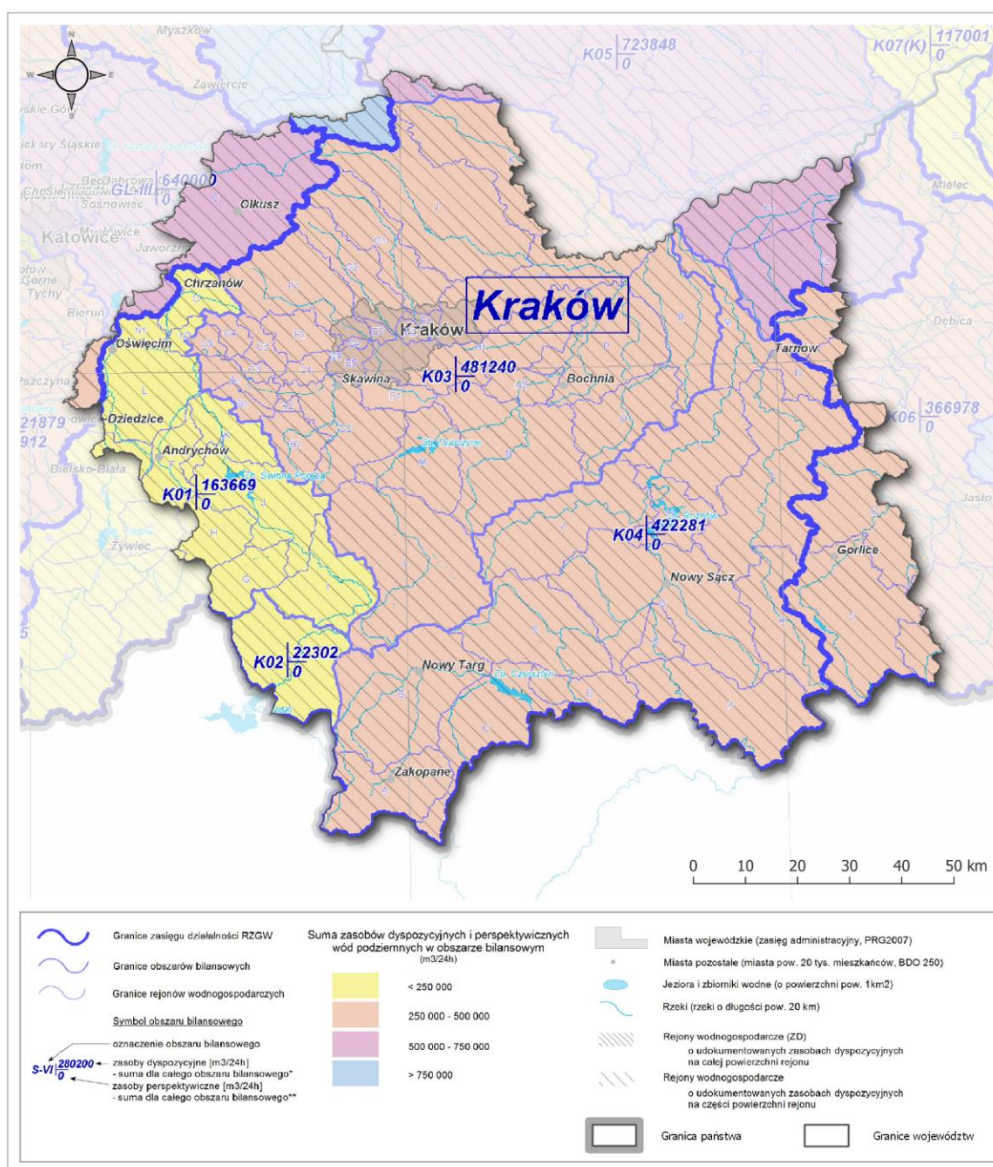 N
W
E
S
Myszków
K05 723848
0
K07(K) 117001
0
Zawiercie
Mielec
GL-III 640000
0
Sosnowiec
Katowice
Jaworzno
Olkusz
Tychy
Bieruń
Chrzanów
Kraków
Kraków
Oświęcim
Skawina
K03 481240
0
Bochnia
Tarnów
Dębica
K06 366978
0
Dziedzice
21879
912
Andrychów
Bielsko-Biała
K01 163669
0
Żywiec
K04 422281
0
Jasło
Gorlice
Nowy Sącz
K02 22302
0
Nowy Targ
Zakopane
0 10 20 30 40 50 km
Granice zasięgu działalności RZGW
Granice obszarów bilansowych
Granice rejonów wodnogospodarczych
Symbol obszaru bilansowego
oznaczenie obszaru bilansowego
S-VI 280200
0
zasoby dyspozycyjne [m3/24h]
- suma dla całego obszaru bilansowego*
zasoby perspektywiczne [m3/24h]
- suma dla całego obszaru bilansowego**
Suma zasobów dyspozycyjnych i perspektywicznych
wód podziemnych w obszarze bilansowym
(m3/24h)
< 250 000
250 000 - 500 000
500 000 - 750 000
> 750 000
Miasta wojewódzkie (zasięg administracyjny, PRG2007)
Miasta pozostałe (miasta pow. 20 tys. mieszkańców, BDO 250)
Jeziora i zbiorniki wodne (o powierzchni pow. 1km2)
Rzeki (rzeki o długości pow. 20 km)
Rejony wodnogospodarcze (ZD)
o udokumentowanych zasobach dyspozycyjnych
na całej powierzchni rejonu
Rejony wodnogospodarcze
o udokumentowanych zasobach dyspozycyjnych
na części powierzchni rejonu
Granica państwa
Granice województw